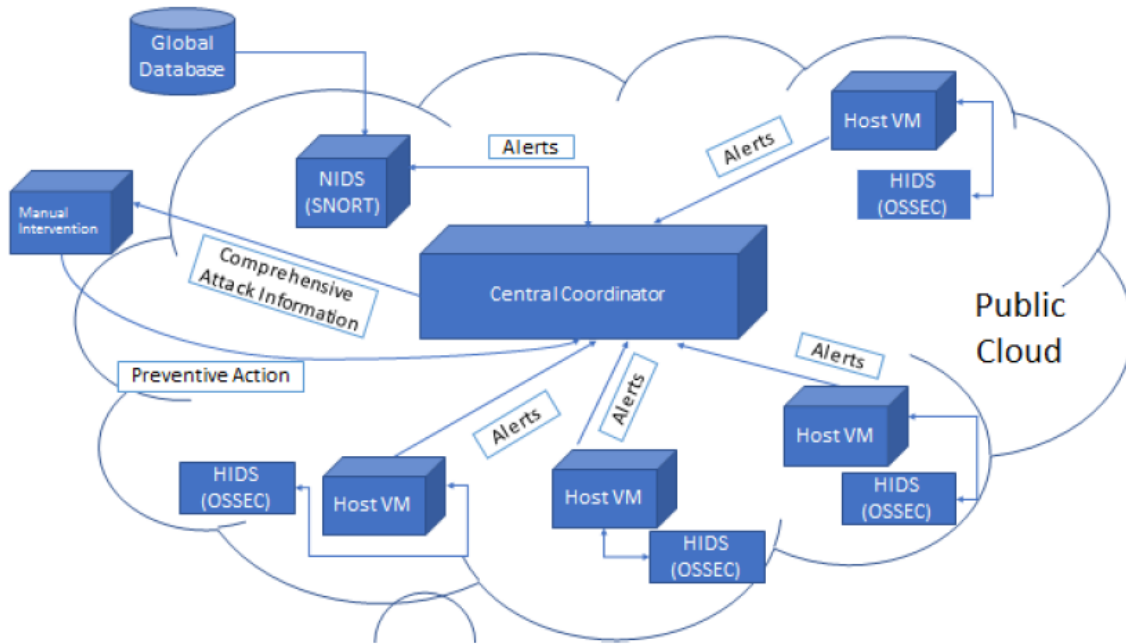 Global
Database
Alerts
Host VM
Alerts
NIDS
(SNORT)
HIDS
(OSSEC)
Manual
Intervention
Comprehensive
Attack Information
Central Coordinator
Public
Cloud
Preventive Action
Alerts
Alerts
Alerts
Host VM
HIDS
(OSSEC)
Host VM
Host VM
HIDS
(OSSEC)
HIDS
(OSSEC)